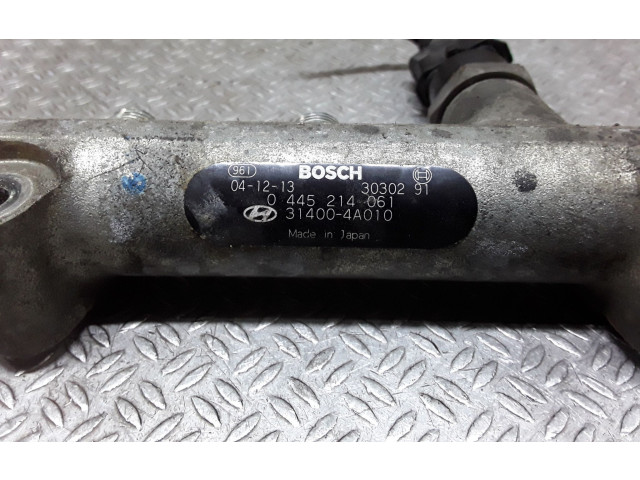 961 BOSCH
04-12-13 30302 91
0 445 214 061
31400-4A010
Made in Japan